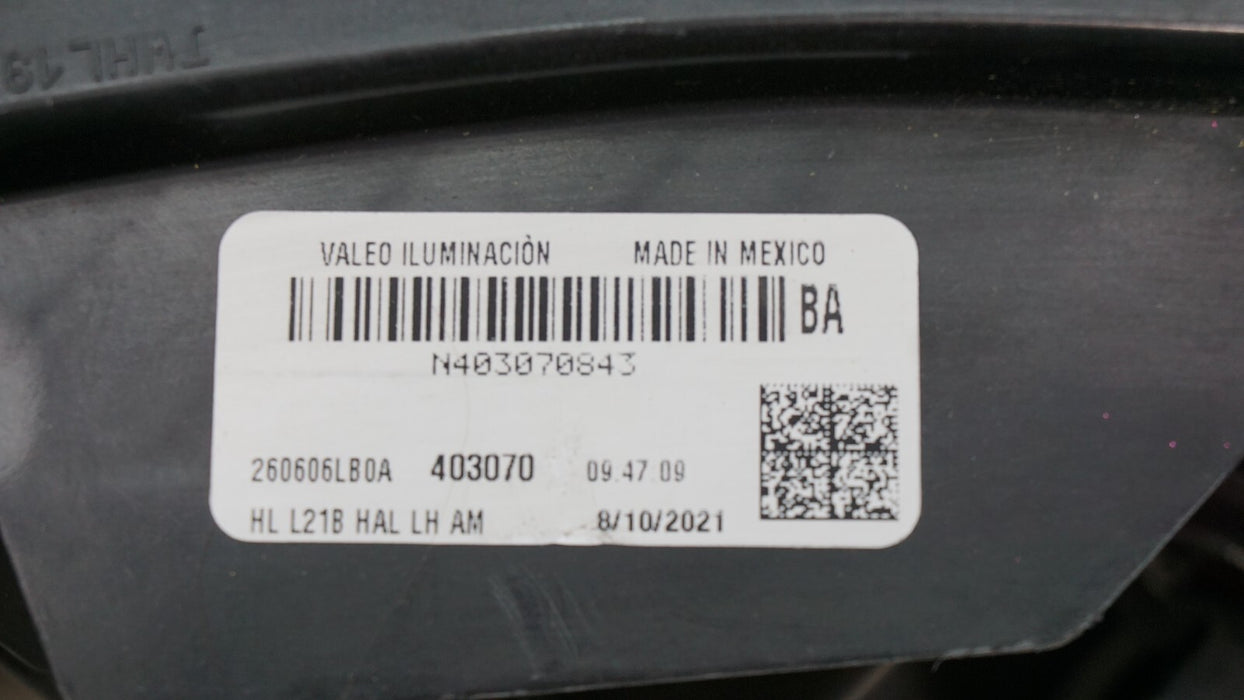 VALEO ILUMINACIÒN MADE IN MEXICO
BA
N403070843
260606LB0A 403070 09.47.09
HL L21B HAL LH AM 8/10/2021